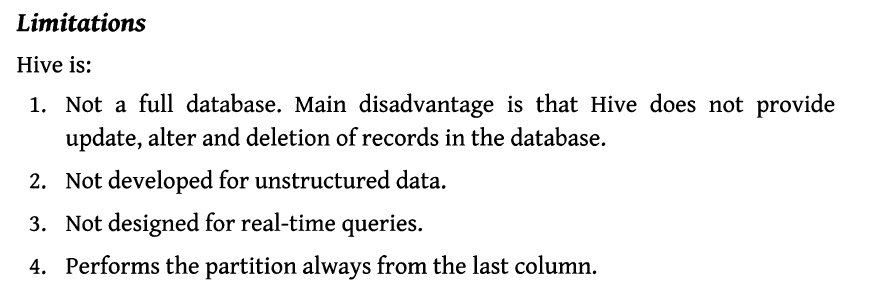 Limitations
Hive is:
1. Not a full database. Main disadvantage is that Hive does not provide
update, alter and deletion of records in the database.
2. Not developed for unstructured data.
3. Not designed for real-time queries.
4. Performs the partition always from the last column.